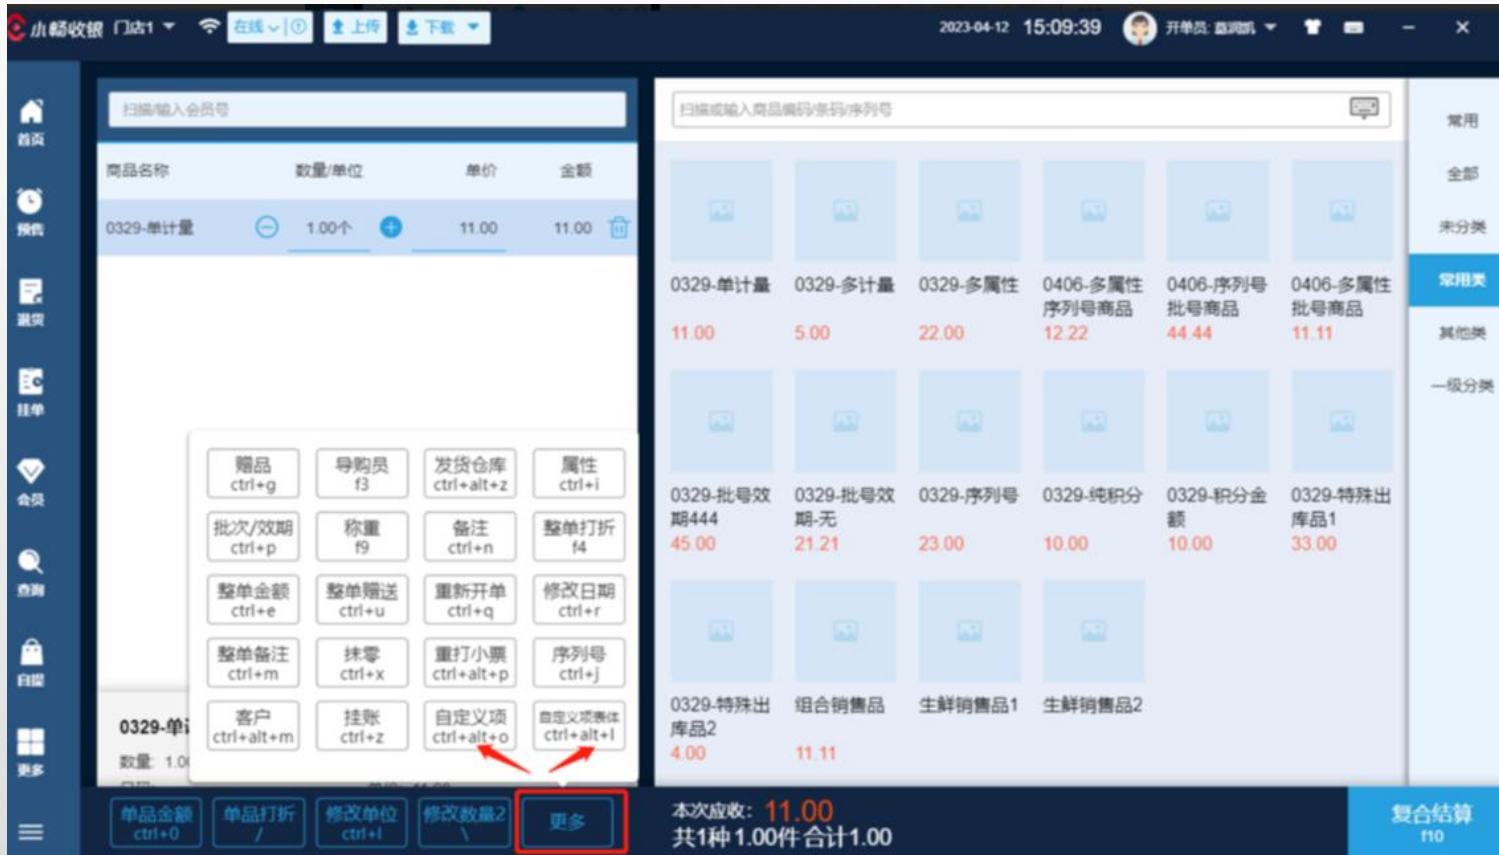 小畅收银 门店1 在线 上传 下载 2023-04-12 15:09:39 开单员:
首页
预售
退货
挂单
会员
查询
自提
更多
扫描/输入会员号
商品名称 数量/单位 单价 金额
0329-单计量 1.00个 11.00 11.00
赠品
ctrl+g
导购员
f3
发货仓库
ctrl+alt+z
属性
ctrl+i
批次/效期
ctrl+p
称重
f9
备注
ctrl+n
整单打折
f4
整单金额
ctrl+e
整单赠送
ctrl+u
重新开单
ctrl+q
修改日期
ctrl+r
整单备注
ctrl+m
抹零
ctrl+x
重打小票
ctrl+alt+p
序列号
ctrl+j
客户
ctrl+alt+m
挂账
ctrl+z
自定义项
ctrl+alt+o
自定义项表体
ctrl+alt+l
0329-单
数量: 1.0
单品金额
ctrl+0
单品打折
/
修改单位
ctrl+l
修改数量2
\
更多
扫描或输入商品编码/条码/序列号
0329-单计量
11.00
0329-多计量
5.00
0329-多属性
22.00
0406-多属性
序列号商品
12.22
0406-序列号
批号商品
44.44
0406-多属性
批号商品
11.11
0329-批号效
期444
45.00
0329-批号效
期-无
21.21
0329-序列号
23.00
0329-纯积分
10.00
0329-积分金
额
10.00
0329-特殊出
库品1
33.00
0329-特殊出
库品2
4.00
组合销售品
11.11
生鲜销售品1
生鲜销售品2
常用
全部
未分类
常用类
其他类
一级分类
本次应收: 11.00
共1种 1.00件 合计1.00
复合结算
f10